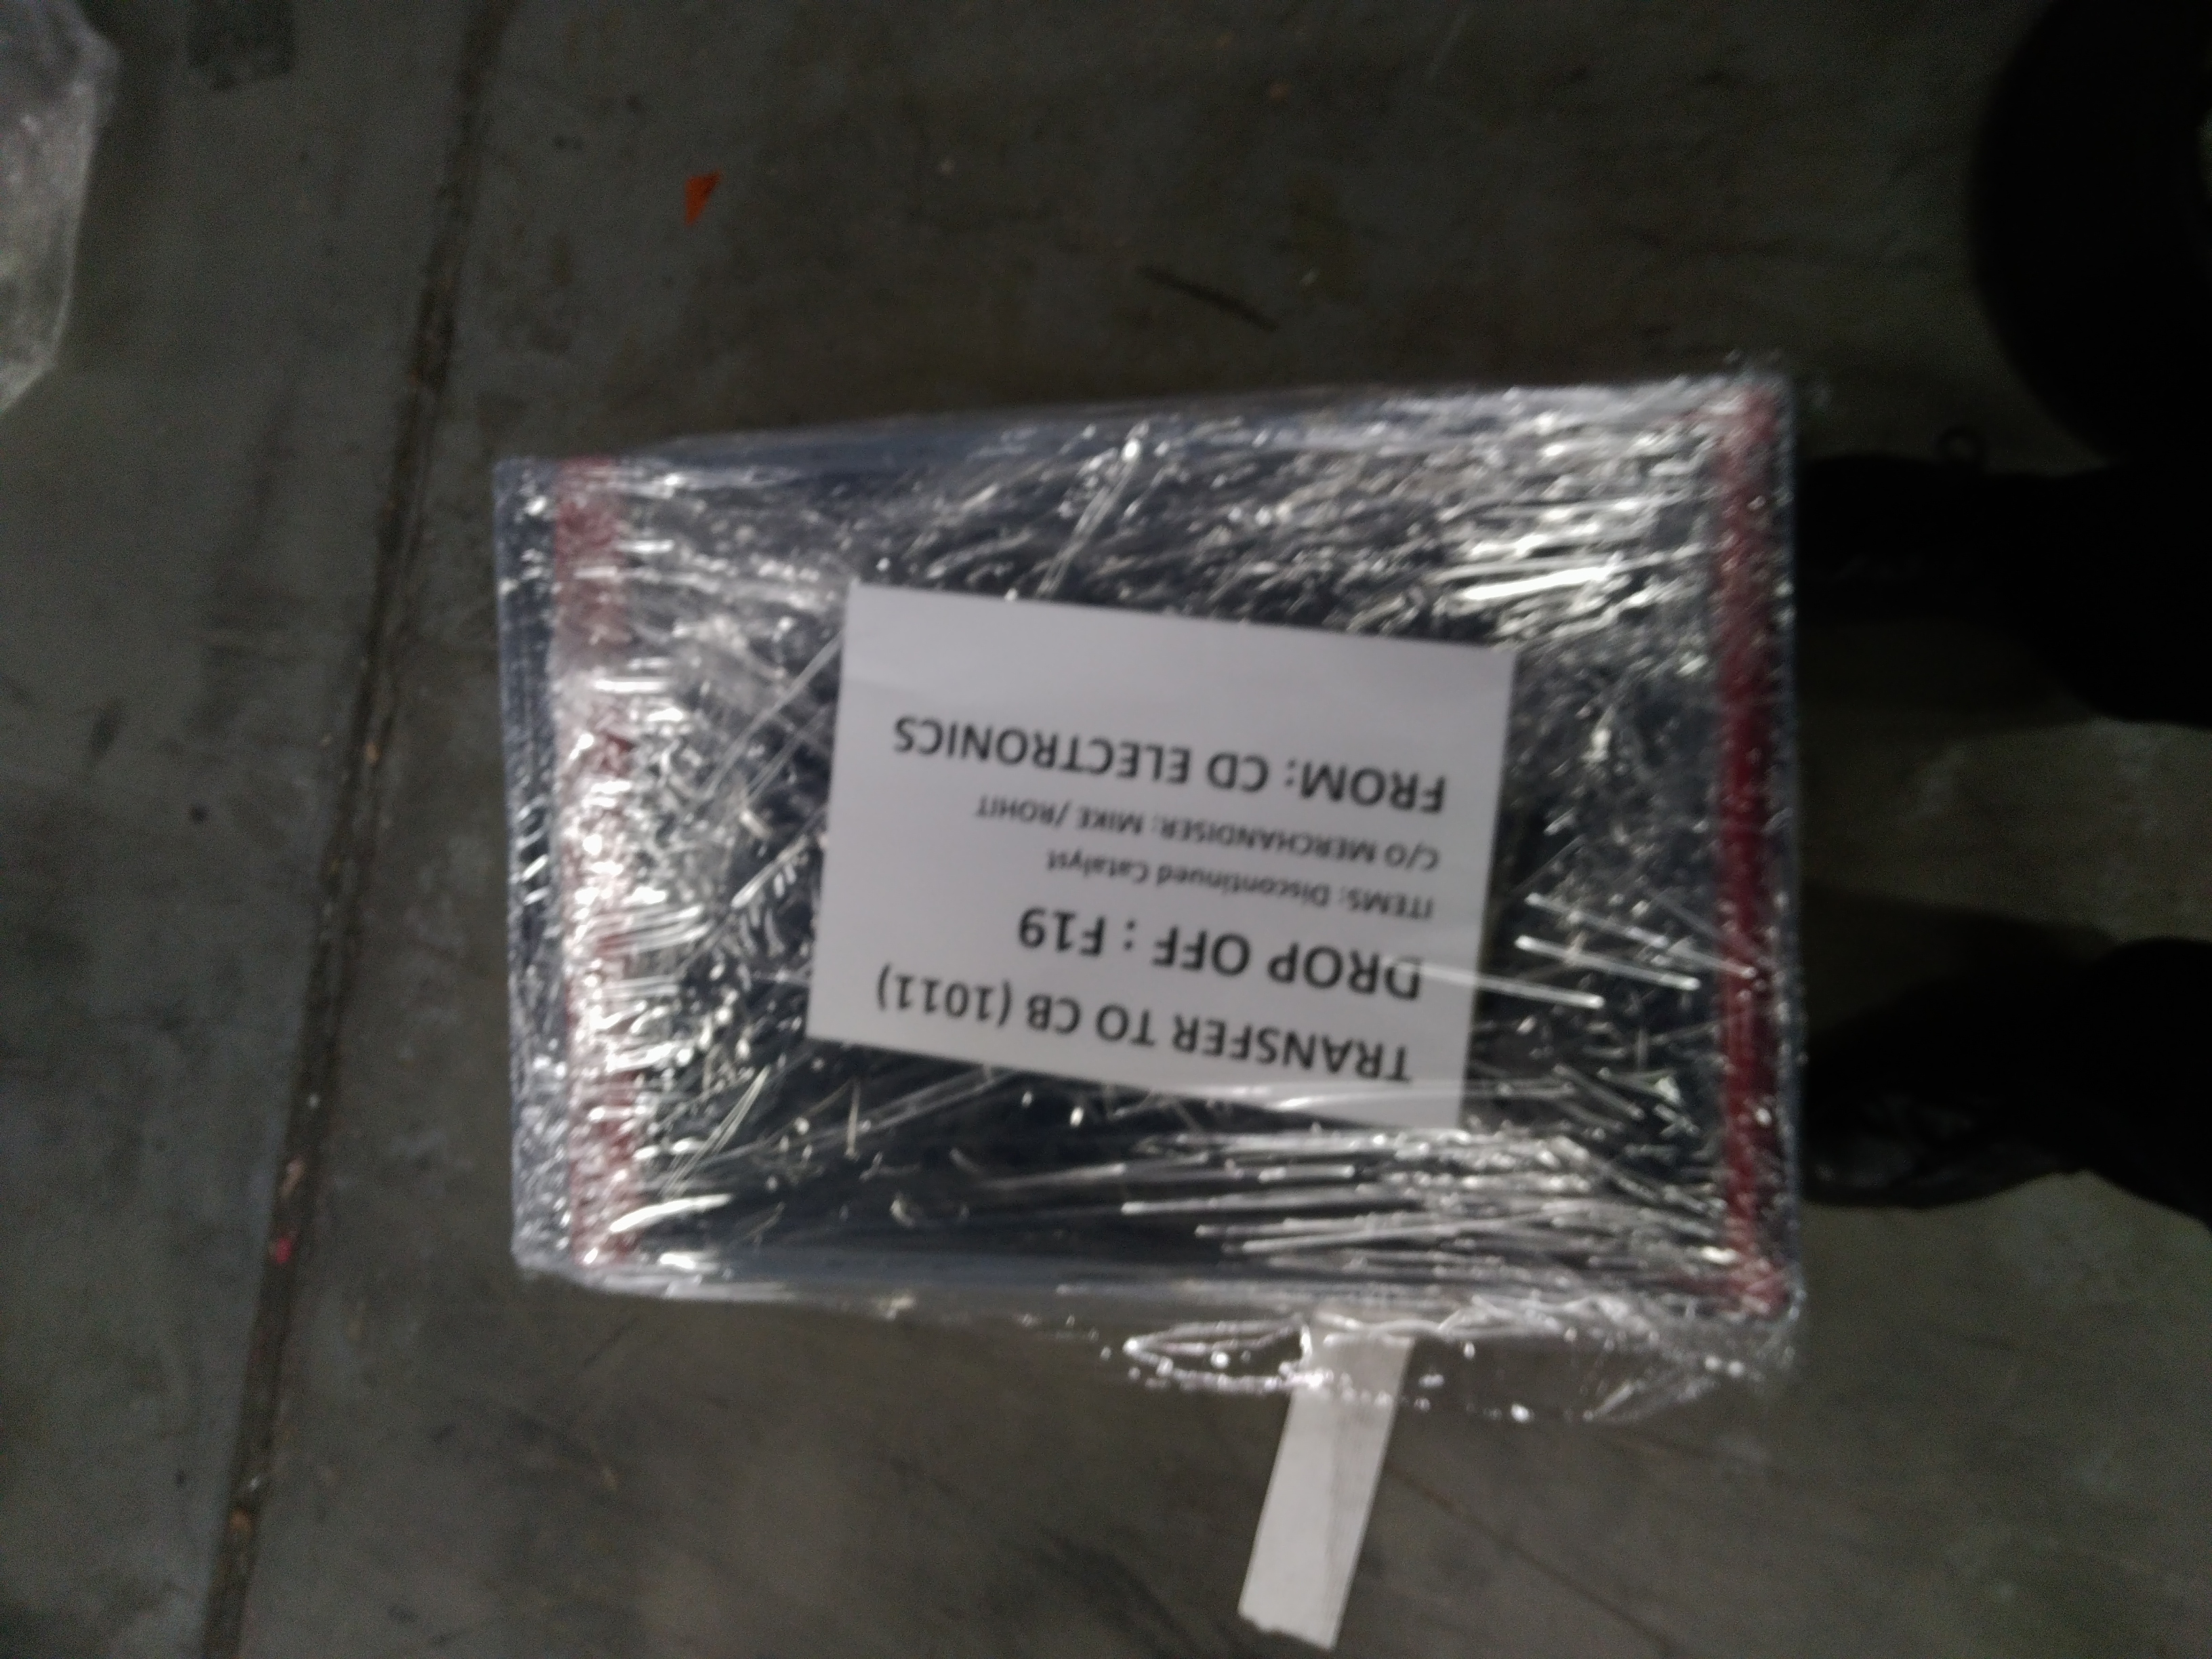 TRANSFER TO CB (1011)
DROP OFF : F19
ITEMS: Discontinued Catalyst
C/O MERCHANDISER: MIKE / ROHIT
FROM: CD ELECTRONICS